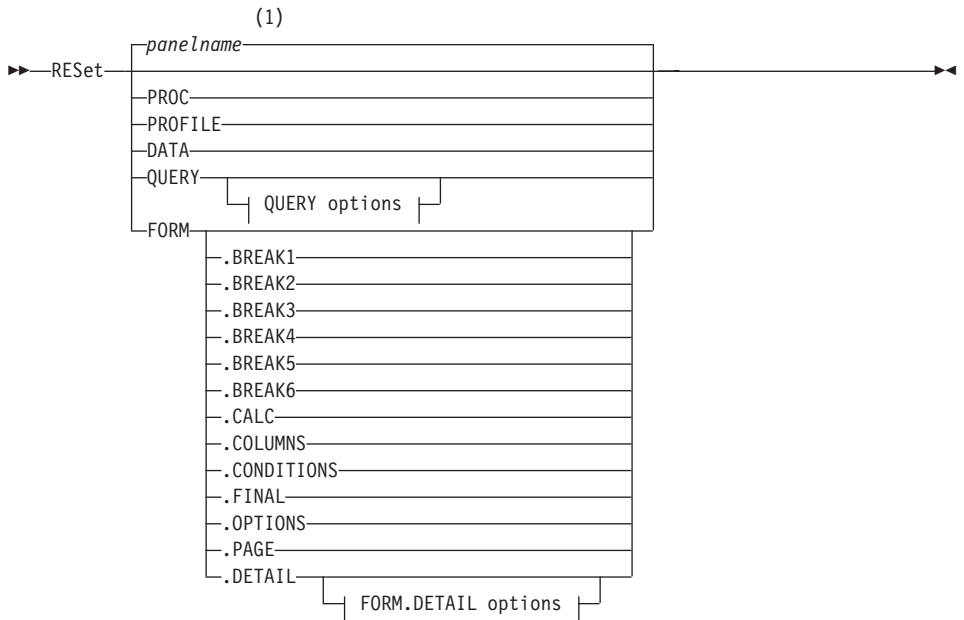 (1)
panelname
RESet
PROC
PROFILE
DATA
QUERY
QUERY options
FORM
.BREAK1
.BREAK2
.BREAK3
.BREAK4
.BREAK5
.BREAK6
.CALC
.COLUMNS
.CONDITIONS
.FINAL
.OPTIONS
.PAGE
.DETAIL
FORM.DETAIL options